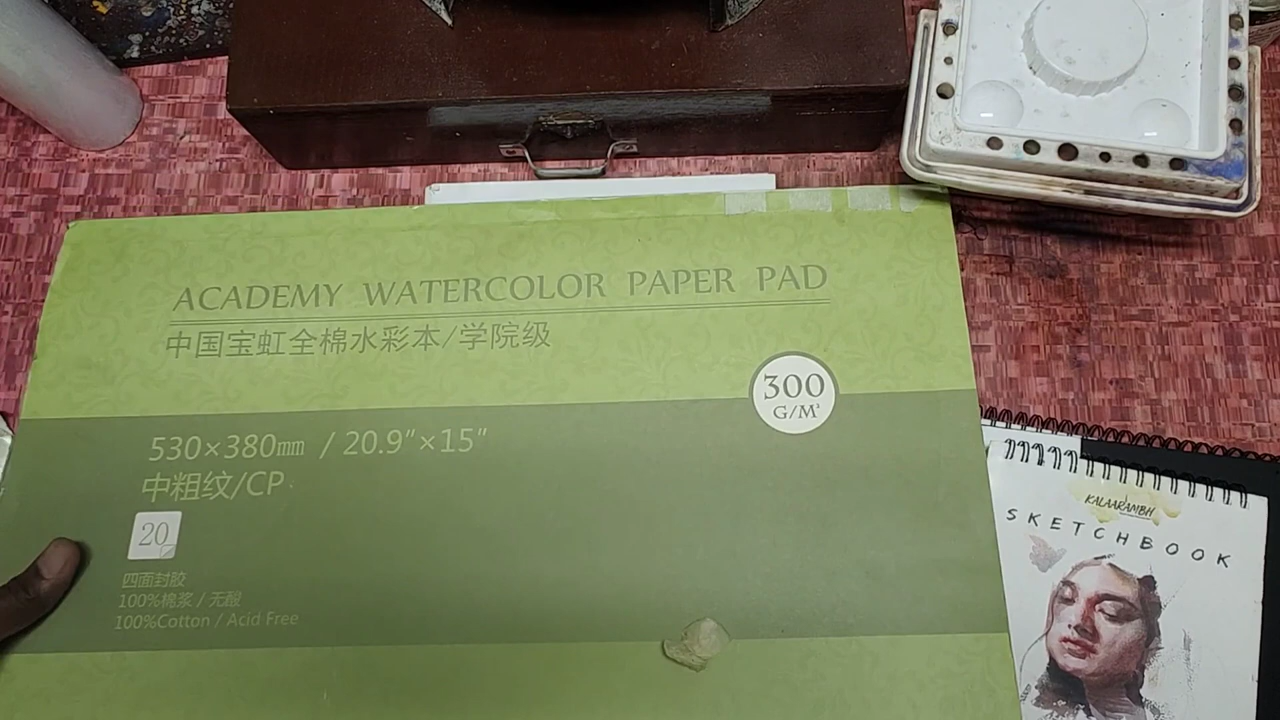 ACADEMY WATERCOLOR PAPER PAD
中国宝虹全棉水彩本/学院级
300
G/M²
530×380㎜ / 20.9"×15"
中粗纹/CP
20
四面封胶
100%棉浆 / 无酸
100%Cotton / Acid Free
KALAARAMBH
SKETCHBOOK